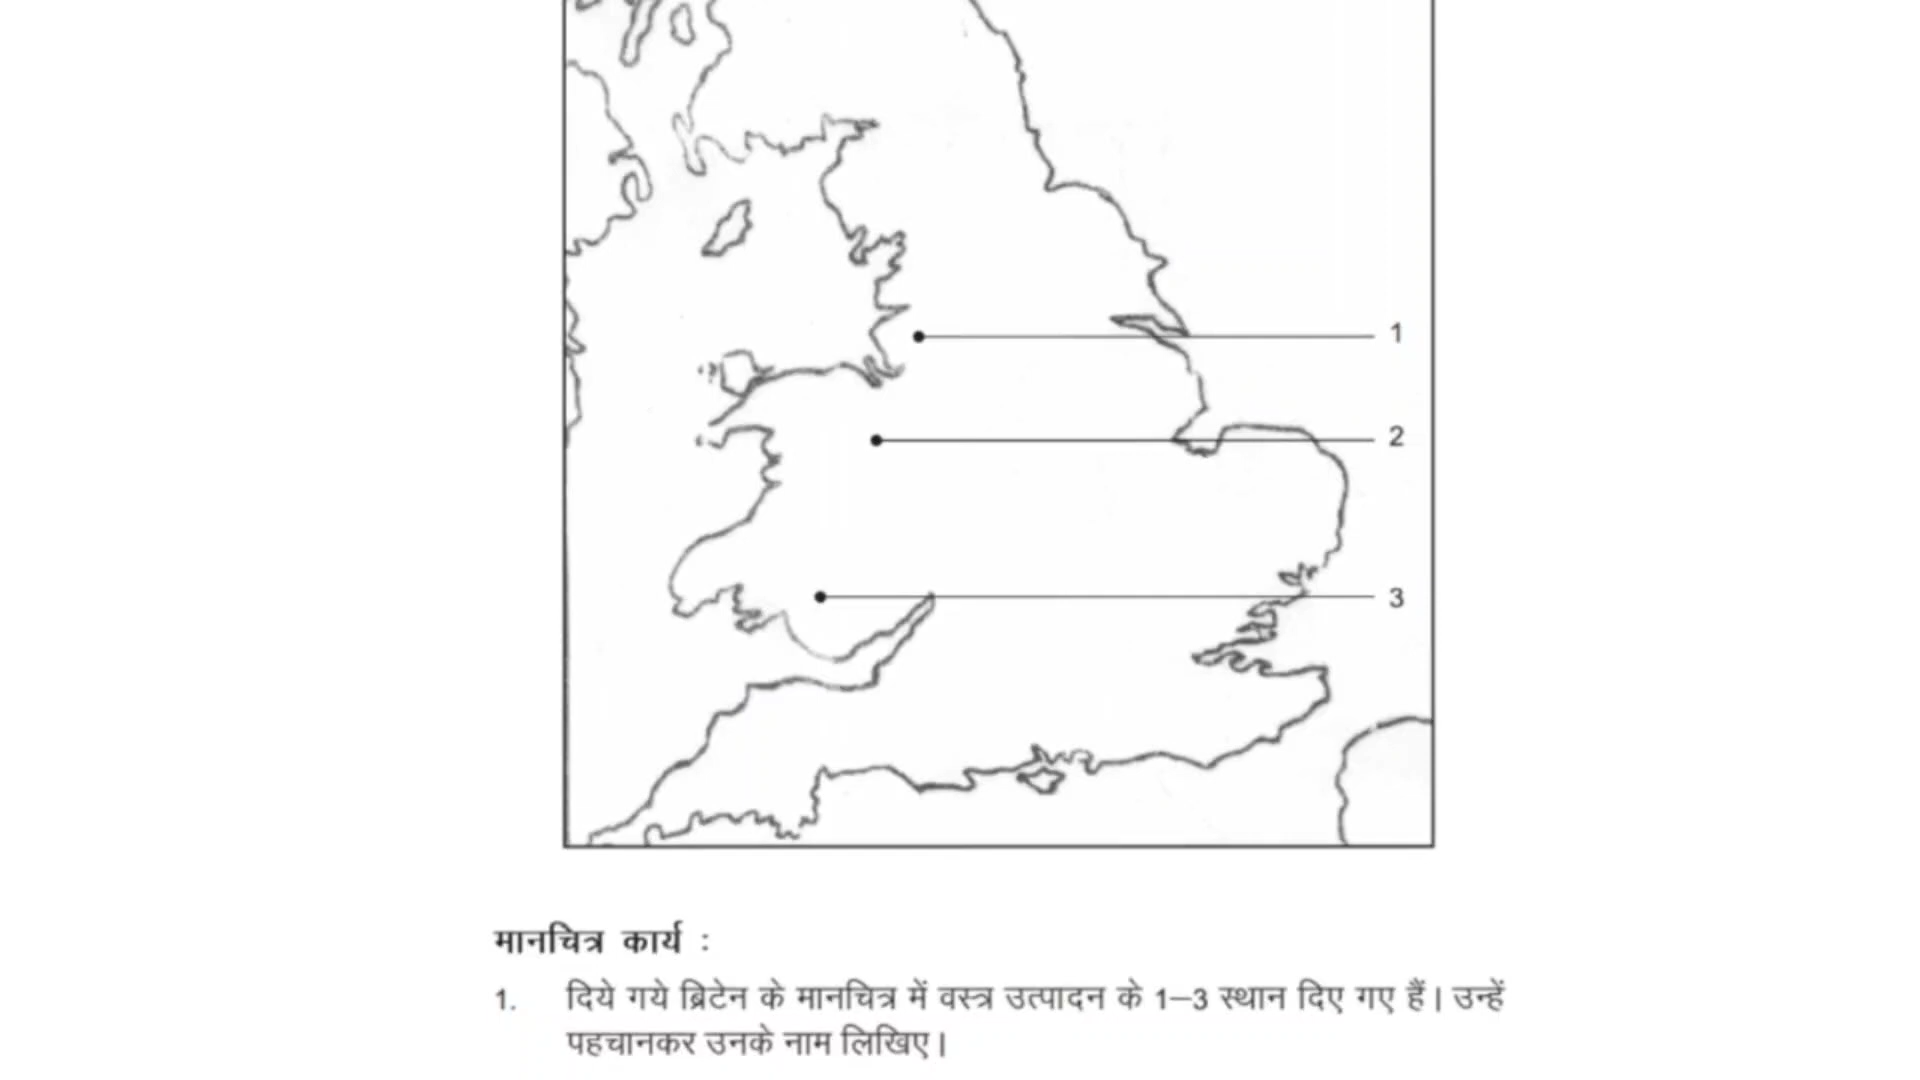 1
2
3
मानचित्र कार्य :
1. दिये गये ब्रिटेन के मानचित्र में वस्त्र उत्पादन के 1–3 स्थान दिए गए हैं। उन्हें
पहचानकर उनके नाम लिखिए।